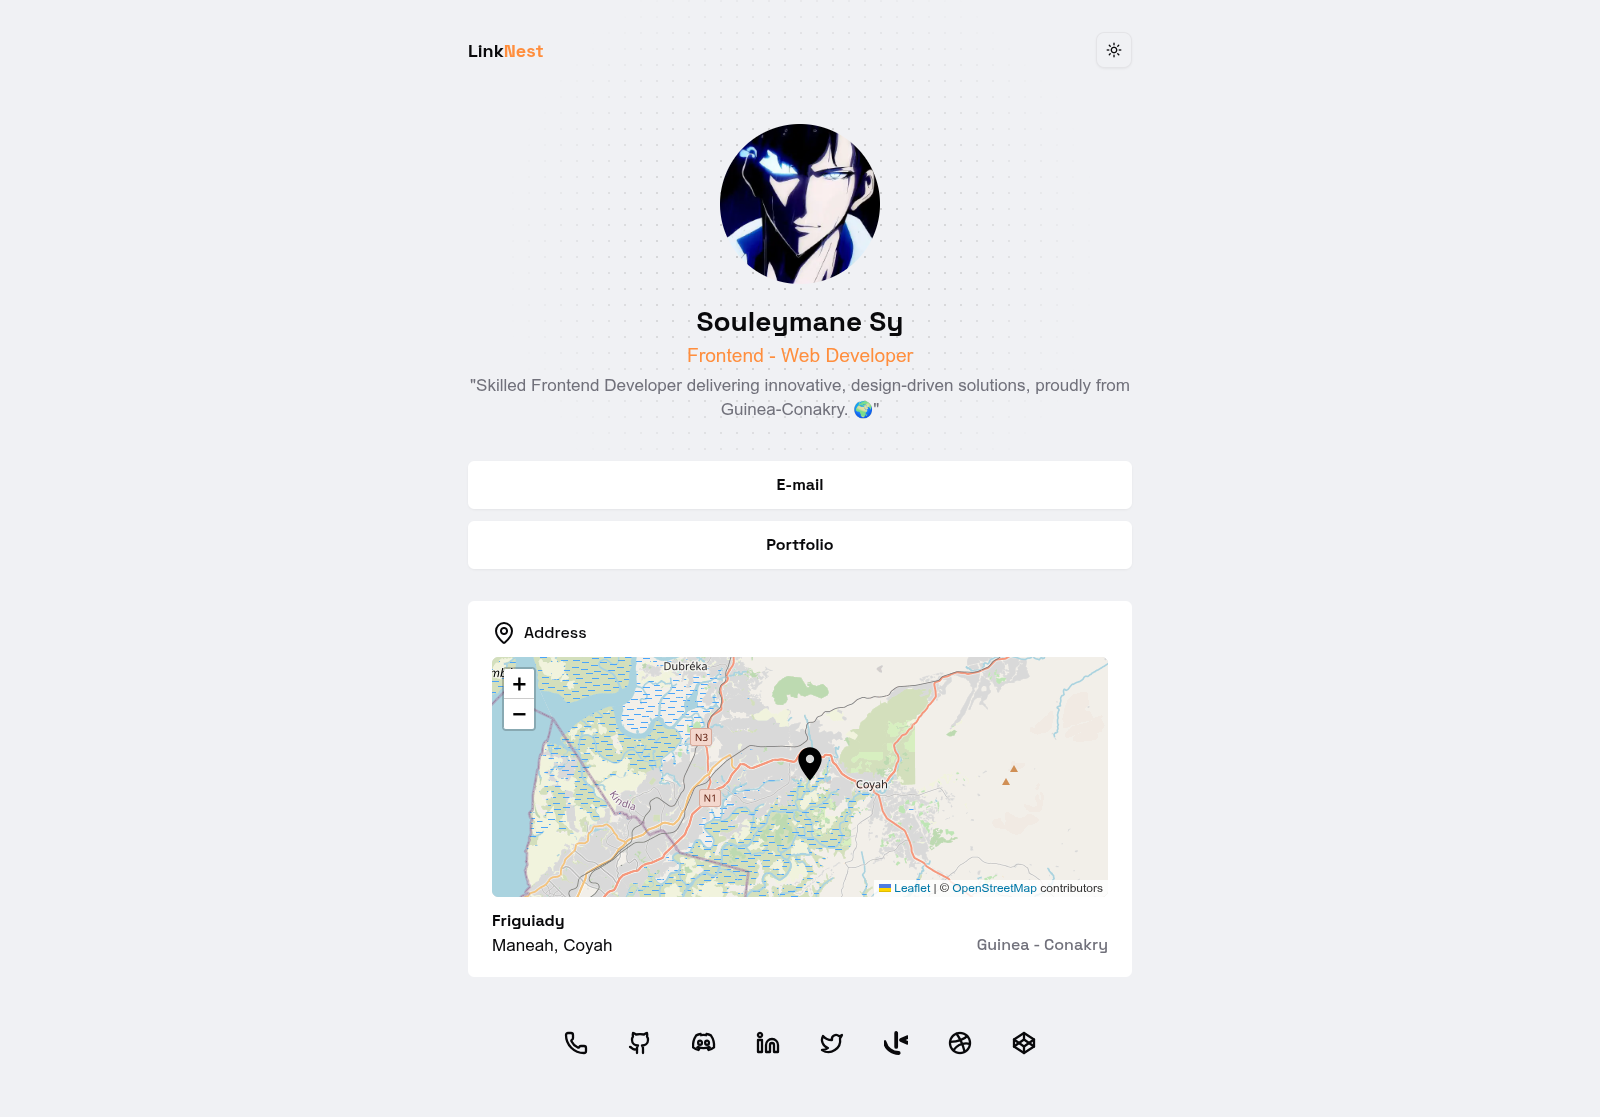 LinkNest
Souleymane Sy
Frontend - Web Developer
"Skilled Frontend Developer delivering innovative, design-driven solutions, proudly from
Guinea-Conakry. 🌍"
E-mail
Portfolio
Address
Dubréka
+
−
N3
Coyah
N1
Kindia
Leaflet | © OpenStreetMap contributors
Friguiady
Maneah, Coyah
Guinea - Conakry